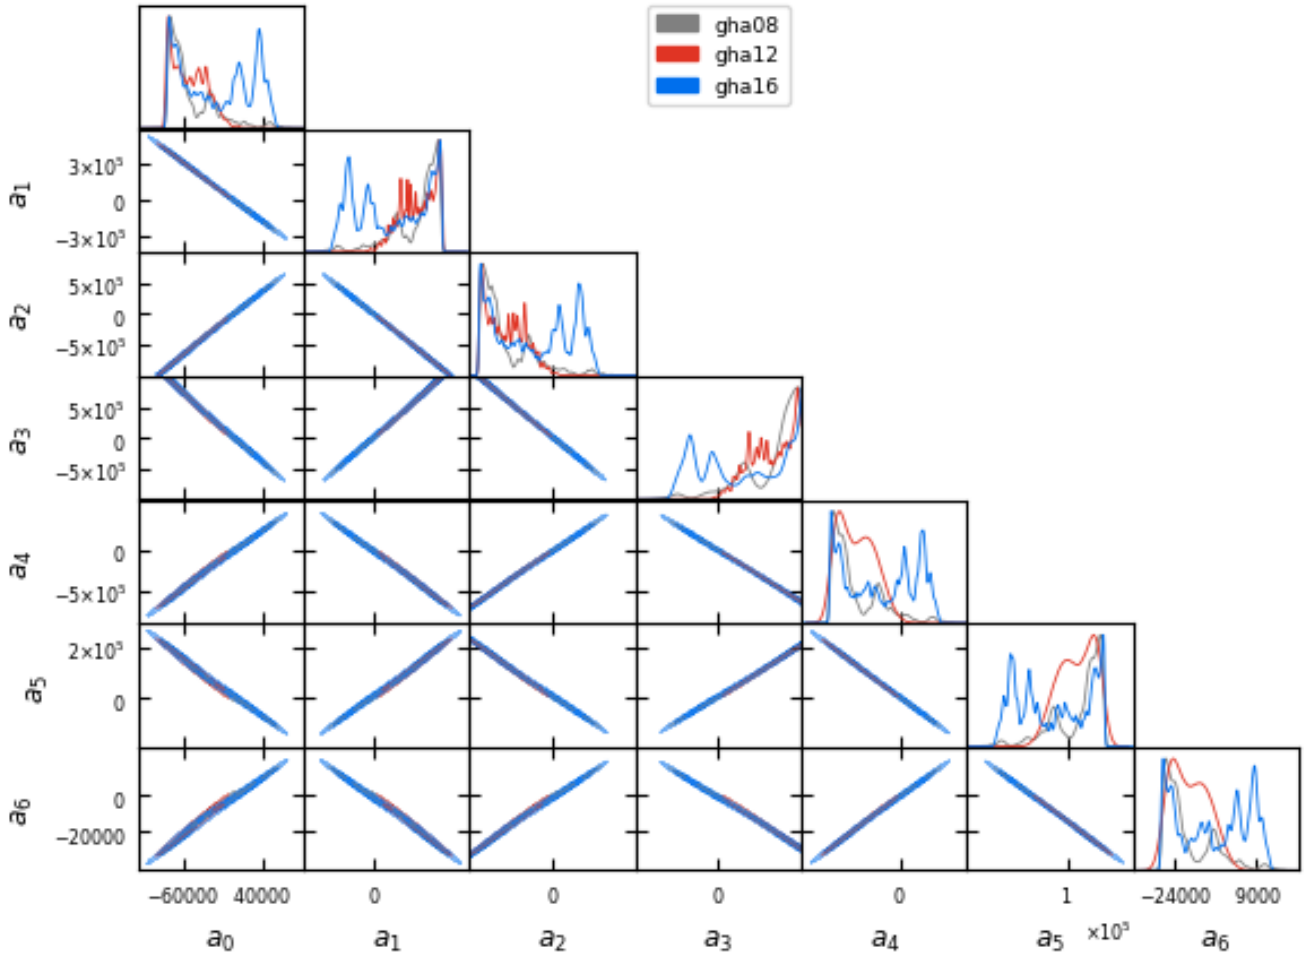 gha08
gha12
gha16
a₁
3×10⁵
0
−3×10⁵
a₂
5×10⁵
0
−5×10⁵
a₃
5×10⁵
0
−5×10⁵
a₄
0
−5×10⁵
a₅
2×10⁵
0
a₆
0
−20000
−60000 40000 0 0 0 0 1 −24000 9000
×10⁵
a₀ a₁ a₂ a₃ a₄ a₅ a₆